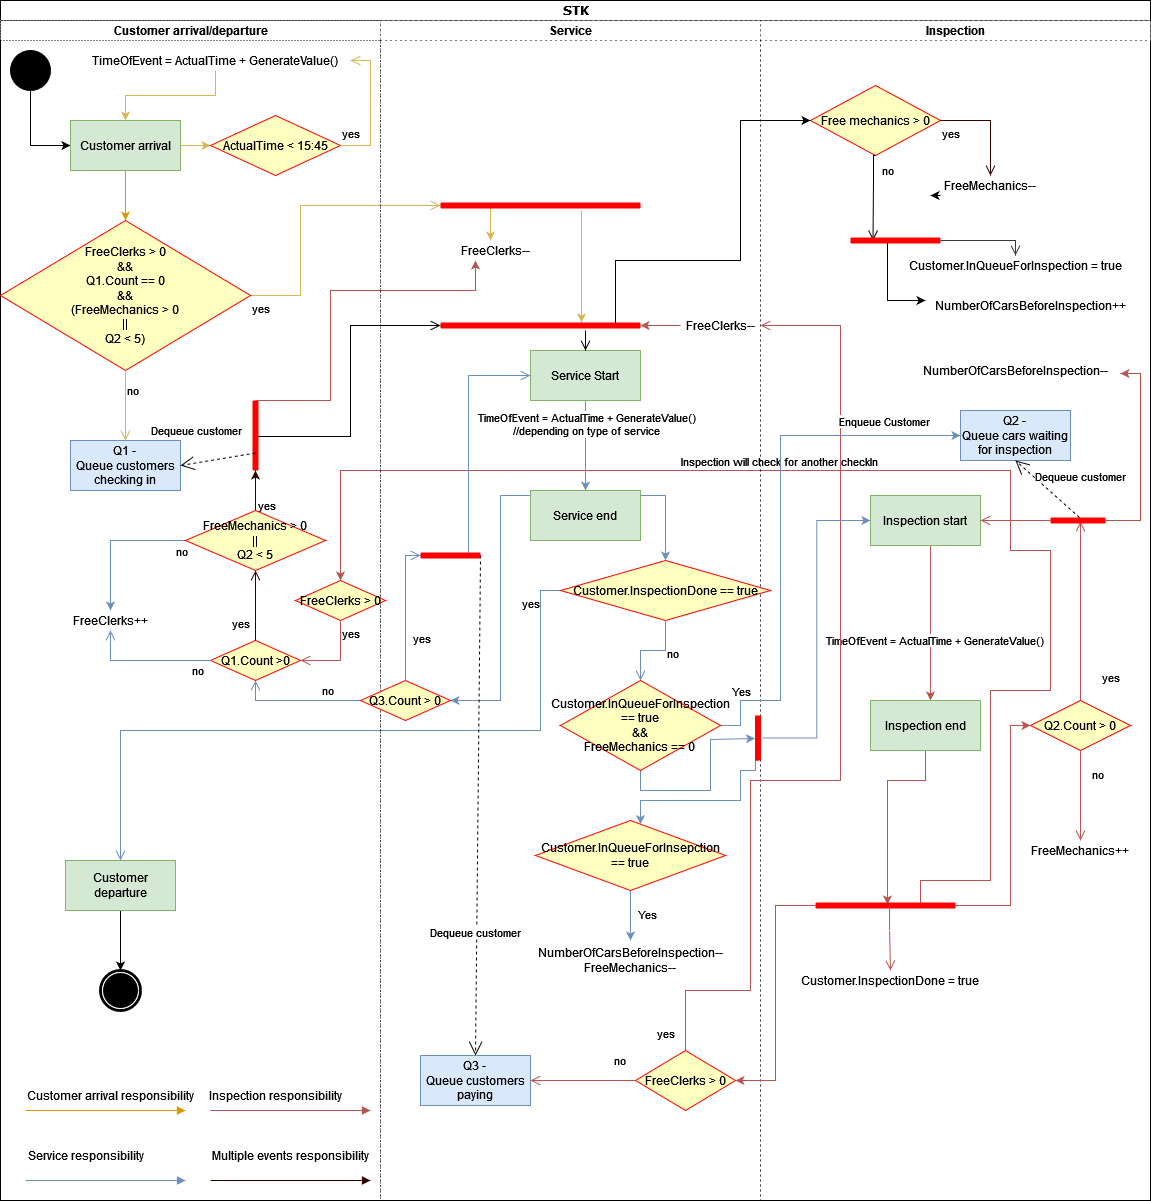 STK
Customer arrival/departure
Service
Inspection
TimeOfEvent = ActualTime + GenerateValue()
Customer arrival
ActualTime < 15:45
yes
Free mechanics > 0
yes
no
FreeMechanics--
Customer.InQueueForInspection = true
NumberOfCarsBeforeInspection++
FreeClerks > 0
&&
Q1.Count == 0
&&
(FreeMechanics > 0
||
Q2 < 5)
yes
no
FreeClerks--
FreeClerks--
Service Start
TimeOfEvent = ActualTime + GenerateValue()
//depending on type of service
Service end
NumberOfCarsBeforeInspection--
Enqueue Customer
Q2 -
Queue cars waiting
for inspection
Dequeue customer
Q1 -
Queue customers
checking in
Dequeue customer
Inspection will check for another checkIn
yes
FreeMechanics > 0
||
Q2 < 5
no
FreeClerks++
FreeClerks > 0
yes
yes
Q1.Count >0
no
no
Q3.Count > 0
yes
Customer.InspectionDone == true
yes
no
Customer.InQueueForInspection
== true
&&
FreeMechanics == 0
Yes
Inspection start
TimeOfEvent = ActualTime + GenerateValue()
Inspection end
yes
Q2.Count > 0
no
FreeMechanics++
Customer.InQueueForInsepction
== true
Yes
NumberOfCarsBeforeInspection--
FreeMechanics--
Customer
departure
Dequeue customer
Customer.InspectionDone = true
Q3 -
Queue customers
paying
no
yes
FreeClerks > 0
Customer arrival responsibility
Inspection responsibility
Service responsibility
Multiple events responsibility